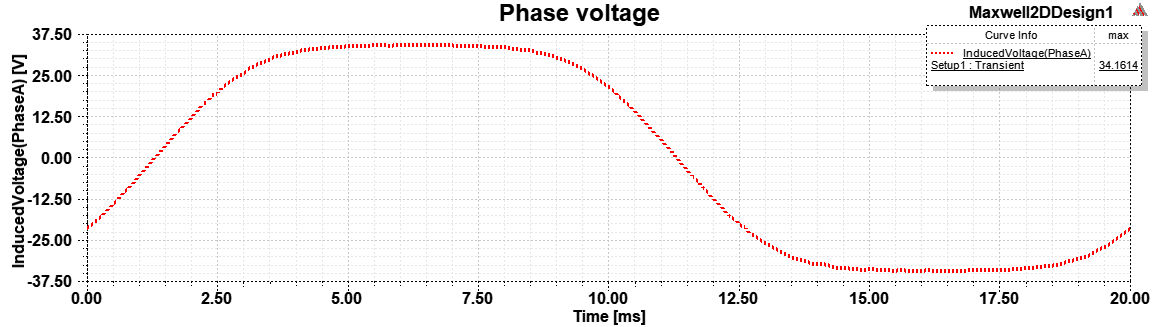 Phase voltage
Maxwell2DDesign1
Curve Info max
InducedVoltage(PhaseA)
Setup1 : Transient 34.1614
InducedVoltage(PhaseA) [V]
37.50
25.00
12.50
0.00
-12.50
-25.00
-37.50
0.00 2.50 5.00 7.50 10.00 12.50 15.00 17.50 20.00
Time [ms]